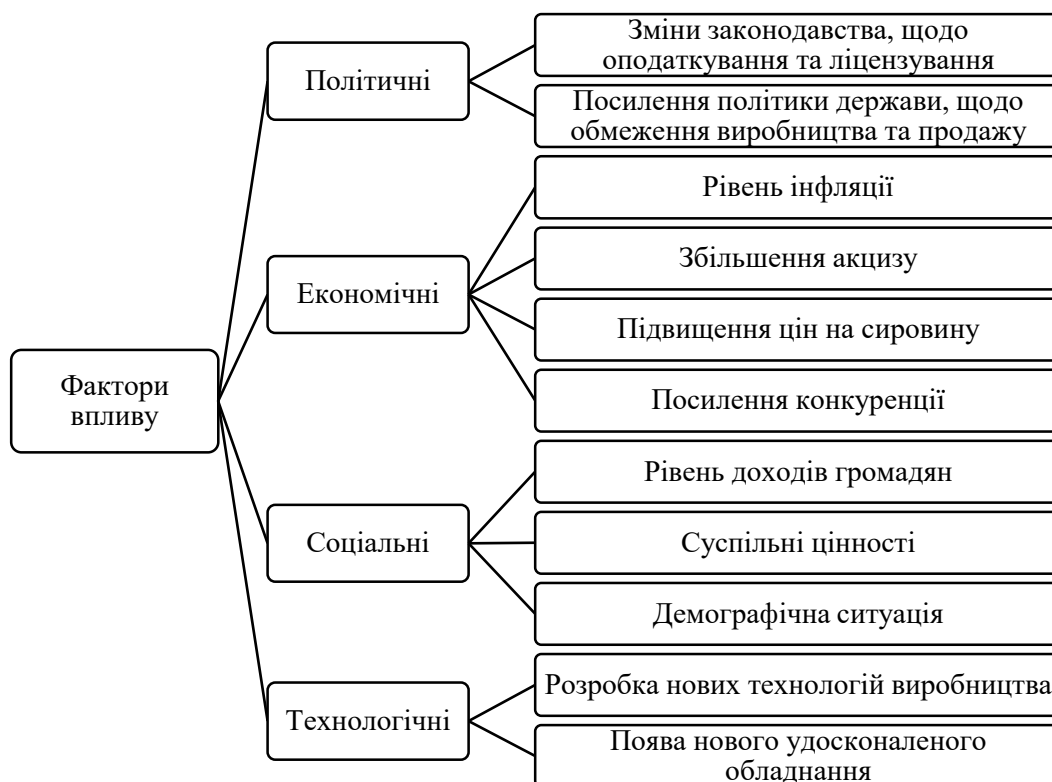 Фактори
впливу
Політичні
Зміни законодавства, щодо
оподаткування та ліцензування
Посилення політики держави, щодо
обмеження виробництва та продажу
Економічні
Рівень інфляції
Збільшення акцизу
Підвищення цін на сировину
Посилення конкуренції
Соціальні
Рівень доходів громадян
Суспільні цінності
Демографічна ситуація
Технологічні
Розробка нових технологій виробництва
Поява нового удосконаленого
обладнання